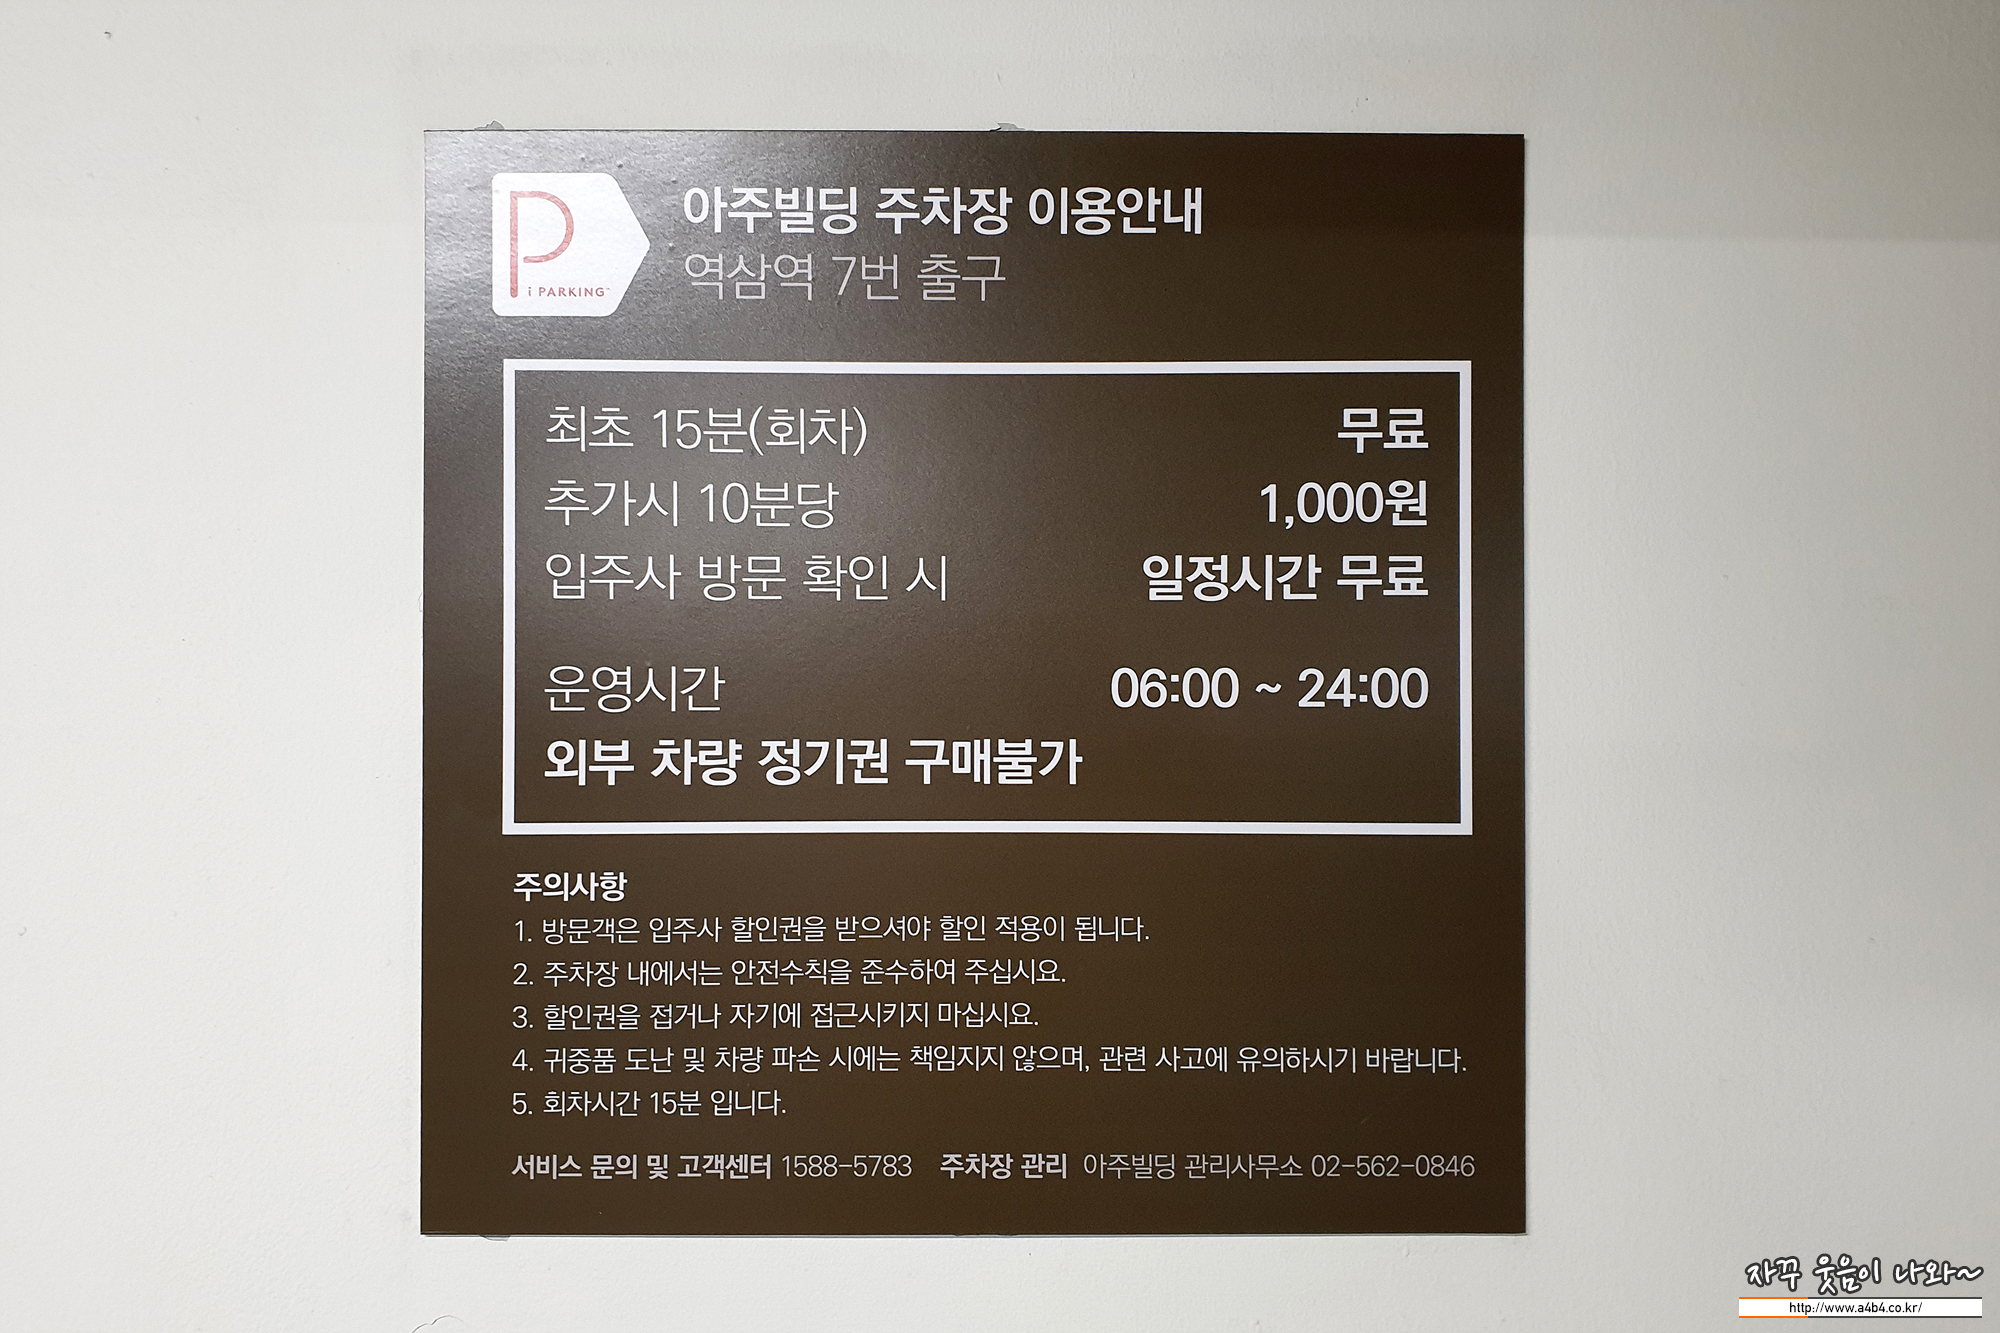 P
i PARKING™
아주빌딩 주차장 이용안내
역삼역 7번 출구
최초 15분(회차) 무료
추가시 10분당 1,000원
입주사 방문 확인 시 일정시간 무료
운영시간 06:00 ~ 24:00
외부 차량 정기권 구매불가
주의사항
1. 방문객은 입주사 할인권을 받으셔야 할인 적용이 됩니다.
2. 주차장 내에서는 안전수칙을 준수하여 주십시요.
3. 할인권을 접거나 자기에 접근시키지 마십시요.
4. 귀중품 도난 및 차량 파손 시에는 책임지지 않으며, 관련 사고에 유의하시기 바랍니다.
5. 회차시간 15분 입니다.
서비스 문의 및 고객센터 1588-5783 주차장 관리 아주빌딩 관리사무소 02-562-0846
자꾸 웃음이 나와~
http://www.a4b4.co.kr/